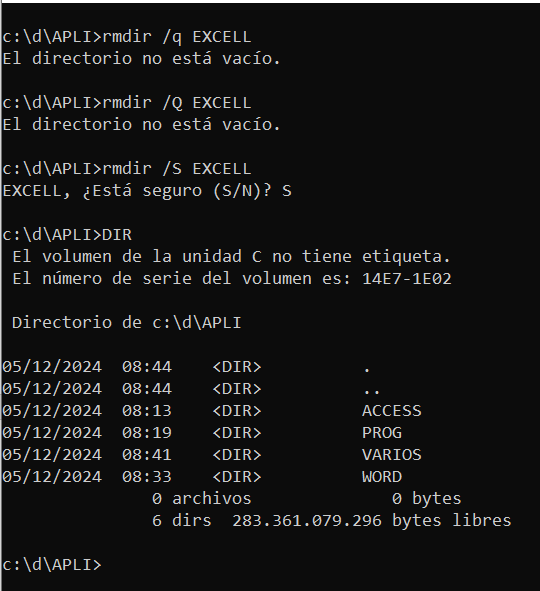 c:\d\APLI>rmdir /q EXCELL
El directorio no está vacío.
c:\d\APLI>rmdir /Q EXCELL
El directorio no está vacío.
c:\d\APLI>rmdir /S EXCELL
EXCELL, ¿Está seguro (S/N)? S
c:\d\APLI>DIR
 El volumen de la unidad C no tiene etiqueta.
 El número de serie del volumen es: 14E7-1E02
 Directorio de c:\d\APLI
05/12/2024  08:44    <DIR>          .
05/12/2024  08:44    <DIR>          ..
05/12/2024  08:13    <DIR>          ACCESS
05/12/2024  08:19    <DIR>          PROG
05/12/2024  08:41    <DIR>          VARIOS
05/12/2024  08:33    <DIR>          WORD
               0 archivos              0 bytes
               6 dirs  283.361.079.296 bytes libres
c:\d\APLI>